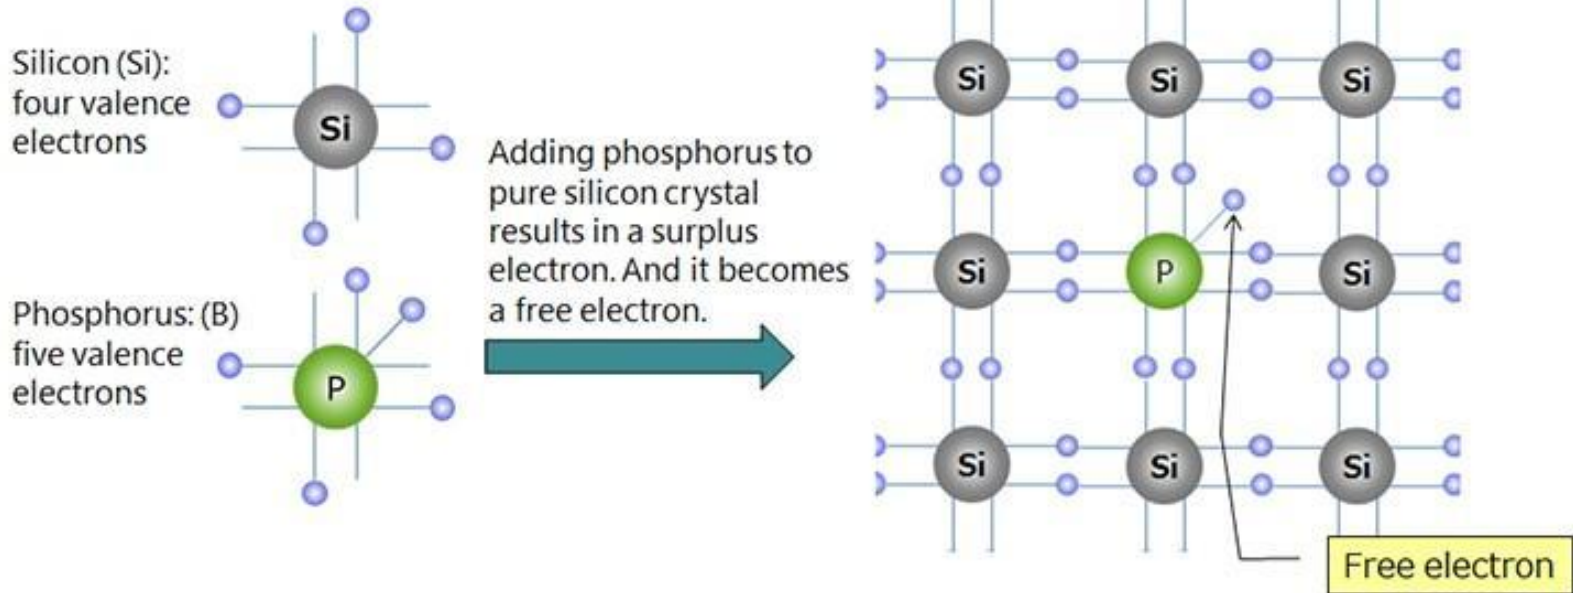 Silicon (Si):
four valence
electrons
Si
Phosphorus: (B)
five valence
electrons
P
Adding phosphorus to
pure silicon crystal
results in a surplus
electron. And it becomes
a free electron.
Si Si Si
Si P Si
Si Si Si
Free electron